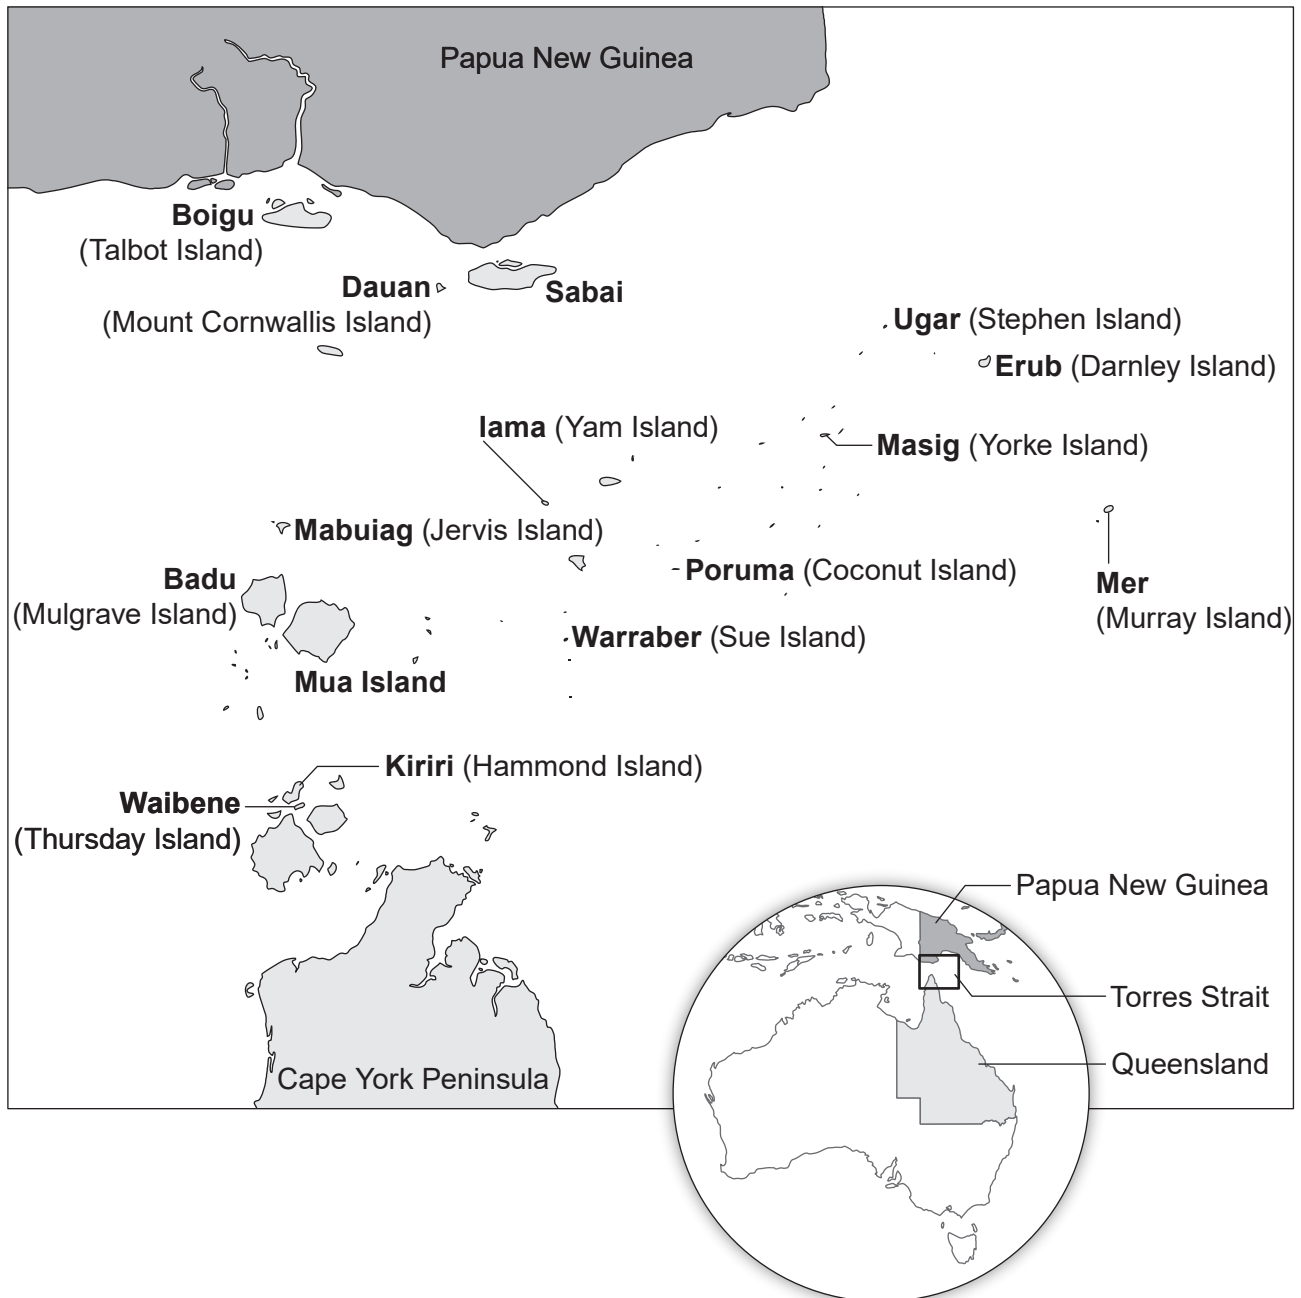 Papua New Guinea
Boigu
(Talbot Island)
Dauan
(Mount Cornwallis Island)
Sabai
Ugar (Stephen Island)
Erub (Darnley Island)
Iama (Yam Island)
Masig (Yorke Island)
Mabuiag (Jervis Island)
Poruma (Coconut Island)
Badu
(Mulgrave Island)
Mer
(Murray Island)
Warraber (Sue Island)
Mua Island
Kiriri (Hammond Island)
Waibene
(Thursday Island)
Cape York Peninsula
Papua New Guinea
Torres Strait
Queensland